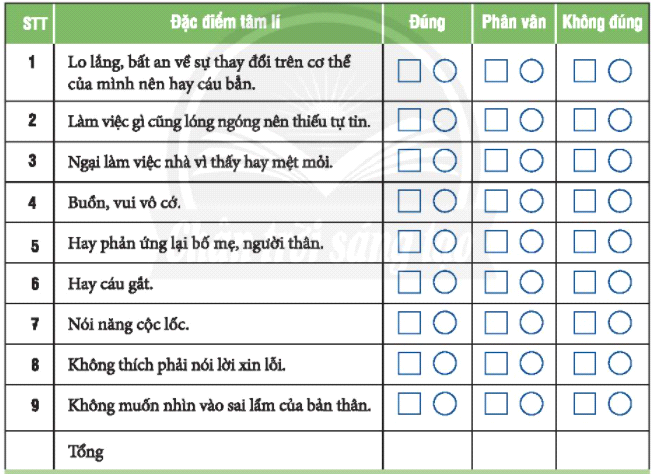 STT Đặc điểm tâm lí Đúng Phân vân Không đúng
1 Lo lắng, bất an về sự thay đổi trên cơ thể
của mình nên hay cáu bẳn.
2 Làm việc gì cũng lóng ngóng nên thiếu tự tin.
3 Ngại làm việc nhà vì thấy hay mệt mỏi.
4 Buồn, vui vô cớ.
5 Hay phản ứng lại bố mẹ, người thân.
6 Hay cáu gắt.
7 Nói năng cộc lốc.
8 Không thích phải nói lời xin lỗi.
9 Không muốn nhìn vào sai lầm của bản thân.
Tổng
Chân trời sáng tạo